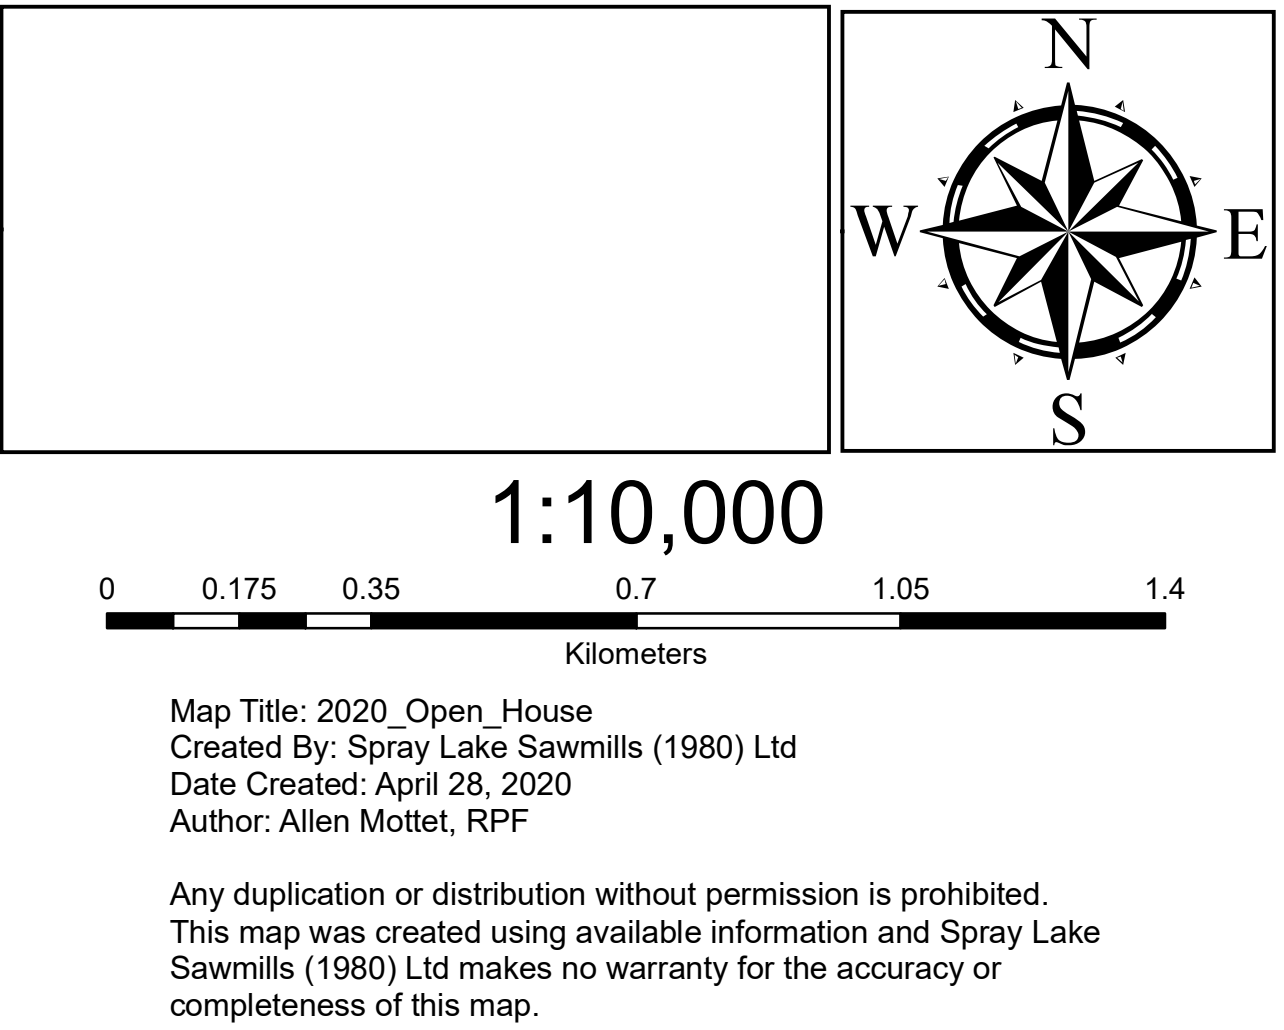 N
W E
S
1:10,000
0 0.175 0.35 0.7 1.05 1.4
Kilometers
Map Title: 2020_Open_House
Created By: Spray Lake Sawmills (1980) Ltd
Date Created: April 28, 2020
Author: Allen Mottet, RPF
Any duplication or distribution without permission is prohibited.
This map was created using available information and Spray Lake
Sawmills (1980) Ltd makes no warranty for the accuracy or
completeness of this map.